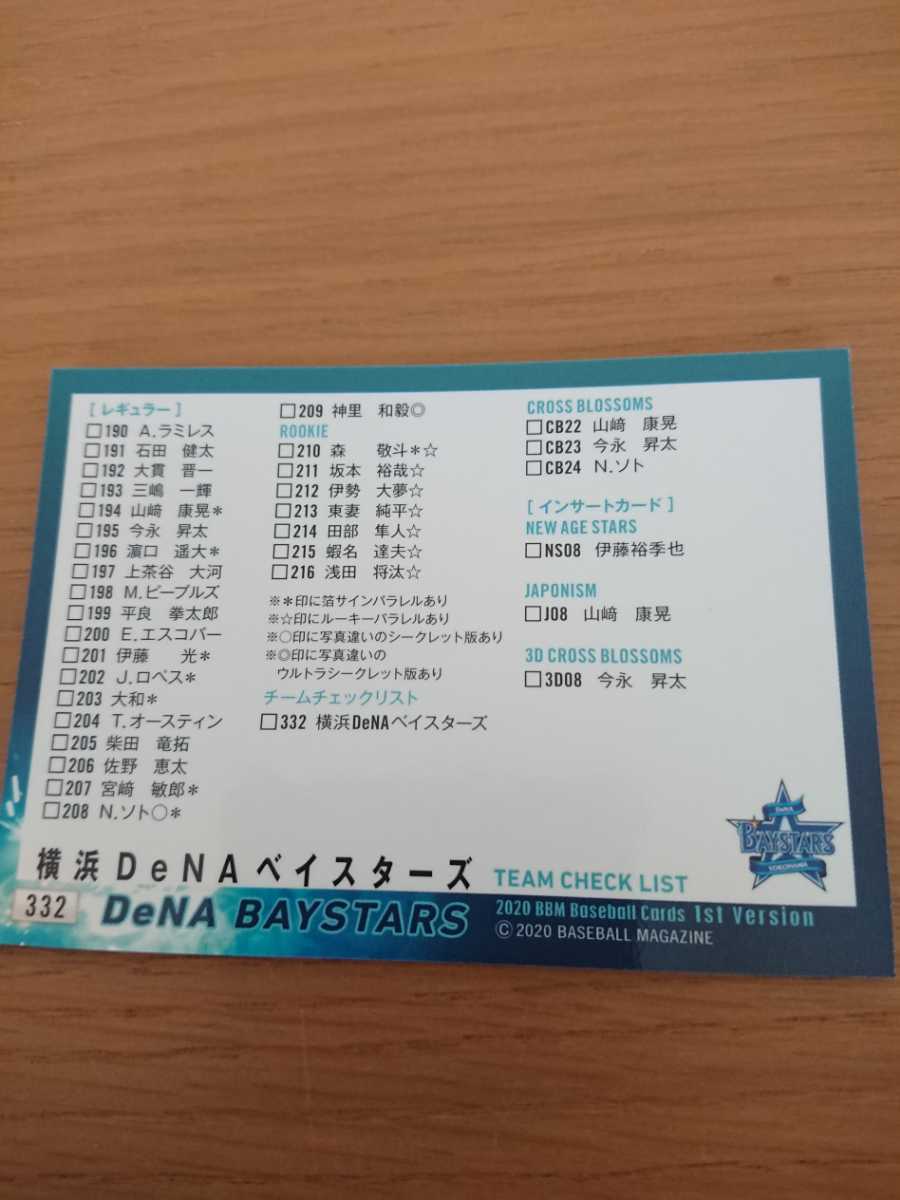 [レギュラー]
□190 A.ラミレス
□191 石田 健太
□192 大貫 晋一
□193 三嶋 一輝
□194 山﨑 康晃＊
□195 今永 昇太
□196 濵口 遥大＊
□197 上茶谷 大河
□198 M.ピープルズ
□199 平良 拳太郎
□200 E.エスコバー
□201 伊藤 光＊
□202 J.ロペス＊
□203 大和＊
□204 T.オースティン
□205 柴田 竜拓
□206 佐野 恵太
□207 宮﨑 敏郎＊
□208 N.ソト○＊
□209 神里 和毅◎
ROOKIE
□210 森 敬斗＊☆
□211 坂本 裕哉☆
□212 伊勢 大夢☆
□213 東妻 純平☆
□214 田部 隼人☆
□215 蝦名 達夫☆
□216 浅田 将汰☆
※＊印に箔サインパラレルあり
※☆印にルーキーパラレルあり
※○印に写真違いのシークレット版あり
※◎印に写真違いの
ウルトラシークレット版あり
チームチェックリスト
□332 横浜DeNAベイスターズ
CROSS BLOSSOMS
□CB22 山﨑 康晃
□CB23 今永 昇太
□CB24 N.ソト
[インサートカード]
NEW AGE STARS
□NS08 伊藤裕季也
JAPONISM
□J08 山﨑 康晃
3D CROSS BLOSSOMS
□3D08 今永 昇太
DeNA
BAYSTARS
YOKOHAMA
横浜DeNAベイスターズ TEAM CHECK LIST
332 DeNA BAYSTARS
2020 BBM Baseball Cards 1st Version
© 2020 BASEBALL MAGAZINE